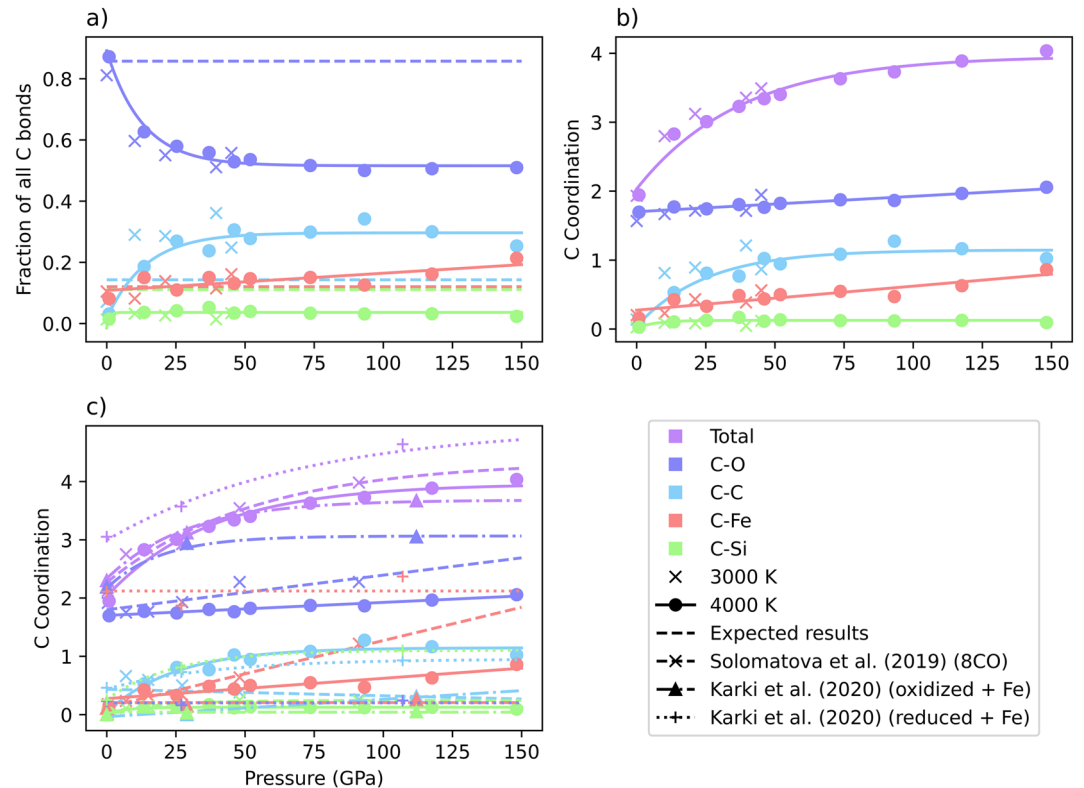 a)
Fraction of all C bonds
0.8
0.6
0.4
0.2
0.0
0 25 50 75 100 125 150
b)
C Coordination
4
3
2
1
0
0 25 50 75 100 125 150
c)
C Coordination
4
3
2
1
0
0 25 50 75 100 125 150
Pressure (GPa)
Total
C-O
C-C
C-Fe
C-Si
3000 K
4000 K
Expected results
Solomatova et al. (2019) (8CO)
Karki et al. (2020) (oxidized + Fe)
Karki et al. (2020) (reduced + Fe)